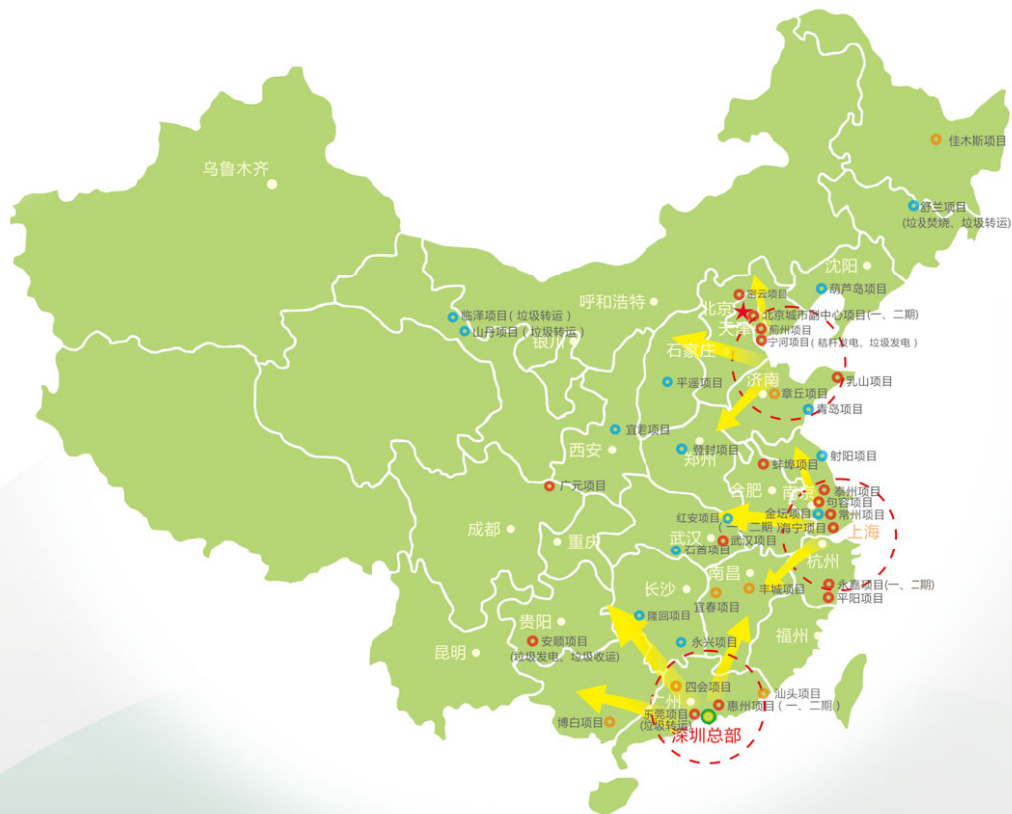 佳木斯项目
乌鲁木齐
舒兰项目
(垃圾焚烧、垃圾转运)
沈阳
葫芦岛项目
密云项目
呼和浩特
北京
临泽项目 ( 垃圾转运 )
北京城市副中心项目(一、二期)
天津
蓟州项目
山丹项目 ( 垃圾转运 )
宁河项目 ( 秸秆发电、垃圾发电 )
银川
石家庄
平遥项目
济南
乳山项目
章丘项目
青岛项目
宜君项目
西安
登封项目
郑州
射阳项目
蚌埠项目
广元项目
合肥
南京
泰州项目
句容项目
金坛项目
常州项目
红安项目
( 一、二期 )
海宁项目
上海
成都
重庆
武汉
武汉项目
石首项目
杭州
南昌
长沙
丰城项目
宜春项目
永嘉项目(一、二期)
平阳项目
隆回项目
贵阳
福州
昆明
安顺项目
(垃圾发电、垃圾收运)
永兴项目
四会项目
汕头项目
广州
惠州项目 ( 一、二期 )
东莞项目
(垃圾转运)
博白项目
深圳总部